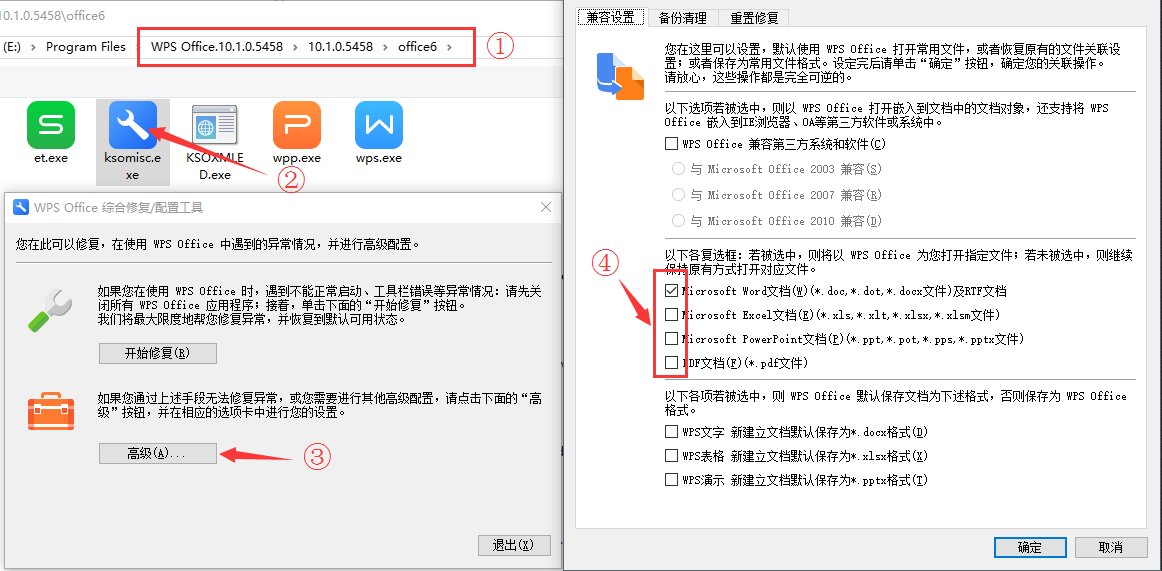 10.1.0.5458\office6
(E:) › Program Files › WPS Office.10.1.0.5458 › 10.1.0.5458 › office6 ›
①
et.exe
ksomisc.e
xe
KSOXMLE
D.exe
wpp.exe
wps.exe
②
WPS Office 综合修复/配置工具
您在此可以修复，在使用 WPS Office 中遇到的异常情况，并进行高级配置。
如果您在使用 WPS Office 时，遇到不能正常启动、工具栏错误等异常情况：请先关
闭所有 WPS Office 应用程序；接着，单击下面的“开始修复”按钮。
我们将最大限度地帮您修复异常，并恢复到默认可用状态。
开始修复(R)
如果您通过上述手段无法修复异常，或您需要进行其他高级配置，请点击下面的“高
级”按钮，并在相应的选项卡中进行您的设置。
高级(A)...
③
退出(X)
兼容设置
备份清理
重置修复
您在这里可以设置，默认使用 WPS Office 打开常用文件，或者恢复原有的文件关联设
置；或者保存为常用文件格式。设定完后请单击“确定”按钮，确定您的关联操作。
请放心，这些操作都是完全可逆的。
以下选项若被选中，则以 WPS Office 打开嵌入到文档中的文档对象，还支持将 WPS
Office 嵌入到IE浏览器、OA等第三方软件或系统中。
WPS Office 兼容第三方系统和软件(C)
与 Microsoft Office 2003 兼容(S)
与 Microsoft Office 2007 兼容(R)
与 Microsoft Office 2010 兼容(D)
④
以下各复选框：若被选中，则将以 WPS Office 为您打开指定文件；若未被选中，则继续
保持原有方式打开对应文件。
Microsoft Word文档(W)(*.doc,*.dot,*.docx文件)及RTF文档
Microsoft Excel文档(E)(*.xls,*.xlt,*.xlsx,*.xlsm文件)
Microsoft PowerPoint文档(P)(*.ppt,*.pot,*.pps,*.pptx文件)
PDF文档(F)(*.pdf文件)
以下各项若被选中，则 WPS Office 默认保存文档为下述格式，否则保存为 WPS Office
格式。
WPS文字 新建立文档默认保存为*.docx格式(D)
WPS表格 新建立文档默认保存为*.xlsx格式(X)
WPS演示 新建立文档默认保存为*.pptx格式(T)
确定
取消